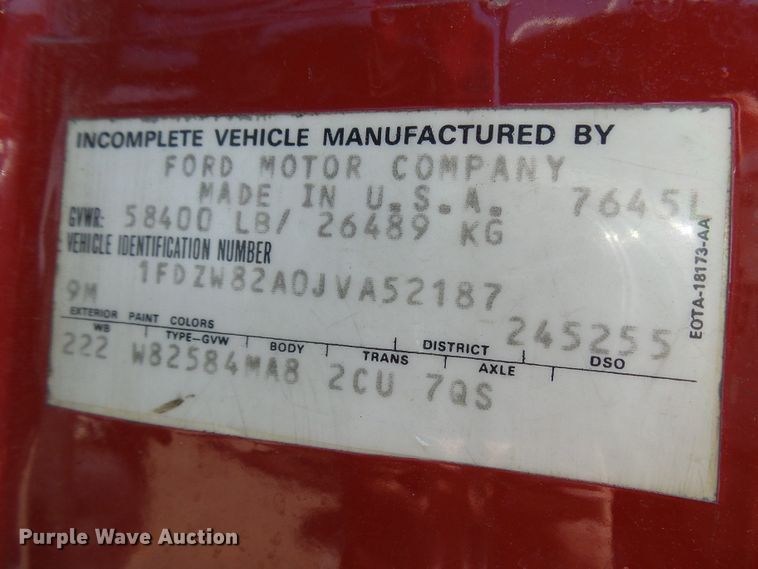 INCOMPLETE VEHICLE MANUFACTURED BY
FORD MOTOR COMPANY
MADE IN U.S.A. 7645L
GVWR: 58400 LB/ 26489 KG
VEHICLE IDENTIFICATION NUMBER
1FDZW82A0JVA52187
9M 245255
EXTERIOR PAINT COLORS DISTRICT DSO
WB TYPE-GVW BODY TRANS AXLE
222 W82584MA8 2CU 7QS
EOTA-18173-AA
Purple Wave Auction